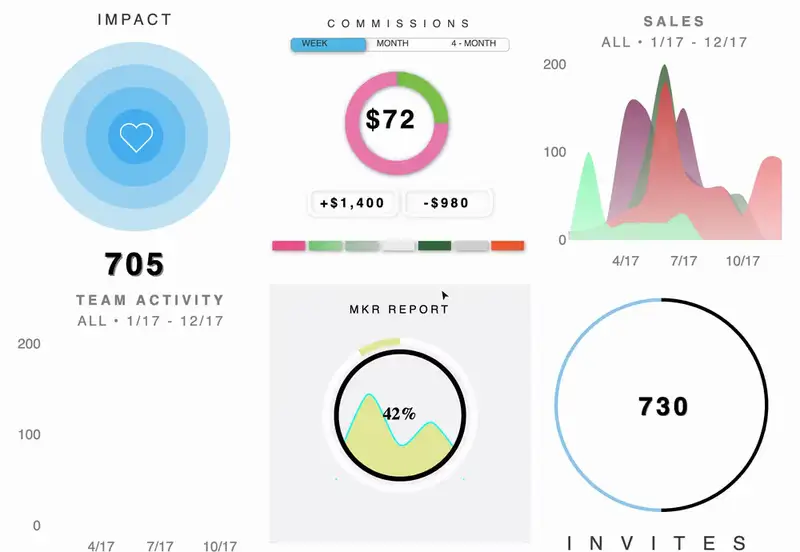 IMPACT
705
TEAM ACTIVITY
ALL • 1/17 - 12/17
200
100
0
4/17 7/17 10/17
COMMISSIONS
WEEK MONTH 4 - MONTH
$72
+$1,400 -$980
MKR REPORT
42%
SALES
ALL • 1/17 - 12/17
200
100
0
4/17 7/17 10/17
730
INVITES